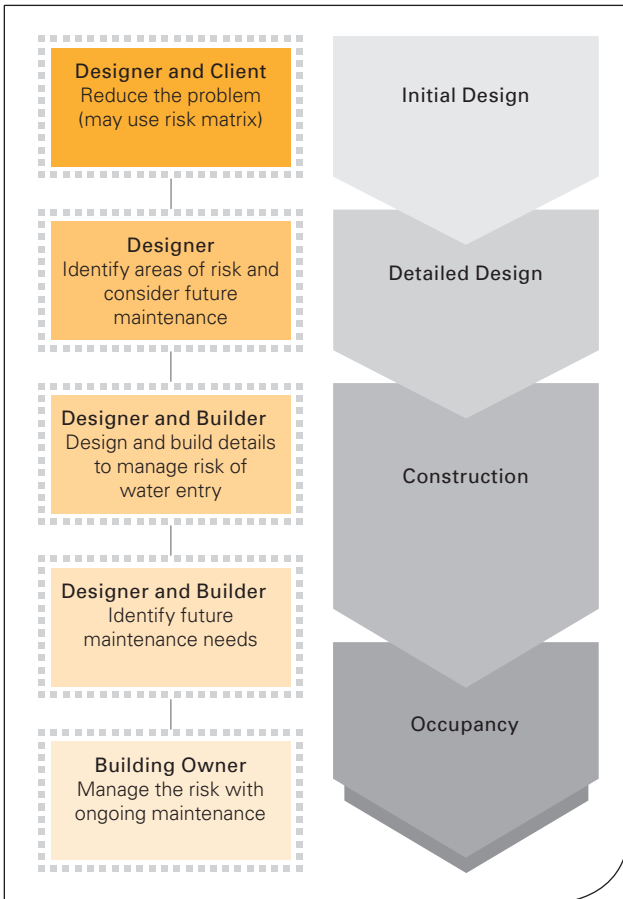 Designer and Client
Reduce the problem
(may use risk matrix)
Initial Design
Designer
Identify areas of risk and
consider future
maintenance
Detailed Design
Designer and Builder
Design and build details
to manage risk of
water entry
Construction
Designer and Builder
Identify future
maintenance needs
Occupancy
Building Owner
Manage the risk with
ongoing maintenance